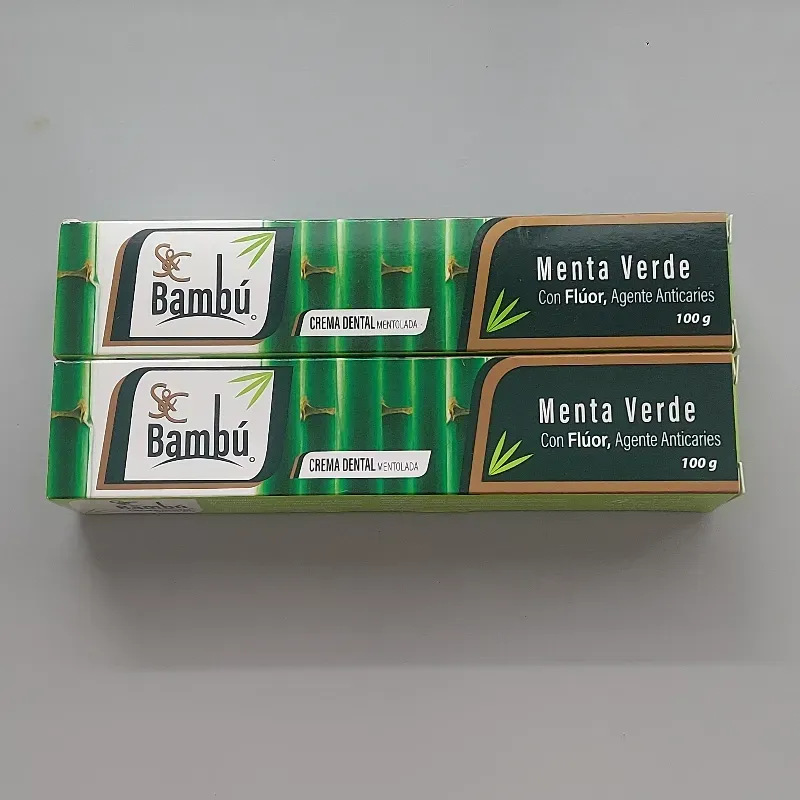 S&C
Bambú
CREMA DENTAL MENTOLADA
Menta Verde
Con Flúor, Agente Anticaries
100 g
S&C
Bambú
CREMA DENTAL MENTOLADA
Menta Verde
Con Flúor, Agente Anticaries
100 g